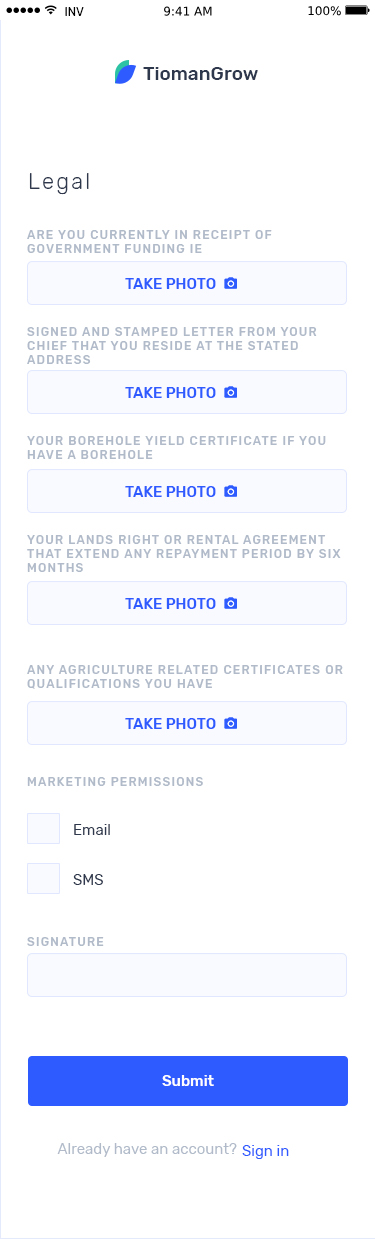 INV 9:41 AM 100%
TiomanGrow
Legal
ARE YOU CURRENTLY IN RECEIPT OF
GOVERNMENT FUNDING IE
TAKE PHOTO
SIGNED AND STAMPED LETTER FROM YOUR
CHIEF THAT YOU RESIDE AT THE STATED
ADDRESS
TAKE PHOTO
YOUR BOREHOLE YIELD CERTIFICATE IF YOU
HAVE A BOREHOLE
TAKE PHOTO
YOUR LANDS RIGHT OR RENTAL AGREEMENT
THAT EXTEND ANY REPAYMENT PERIOD BY SIX
MONTHS
TAKE PHOTO
ANY AGRICULTURE RELATED CERTIFICATES OR
QUALIFICATIONS YOU HAVE
TAKE PHOTO
MARKETING PERMISSIONS
Email
SMS
SIGNATURE
Submit
Already have an account? Sign in